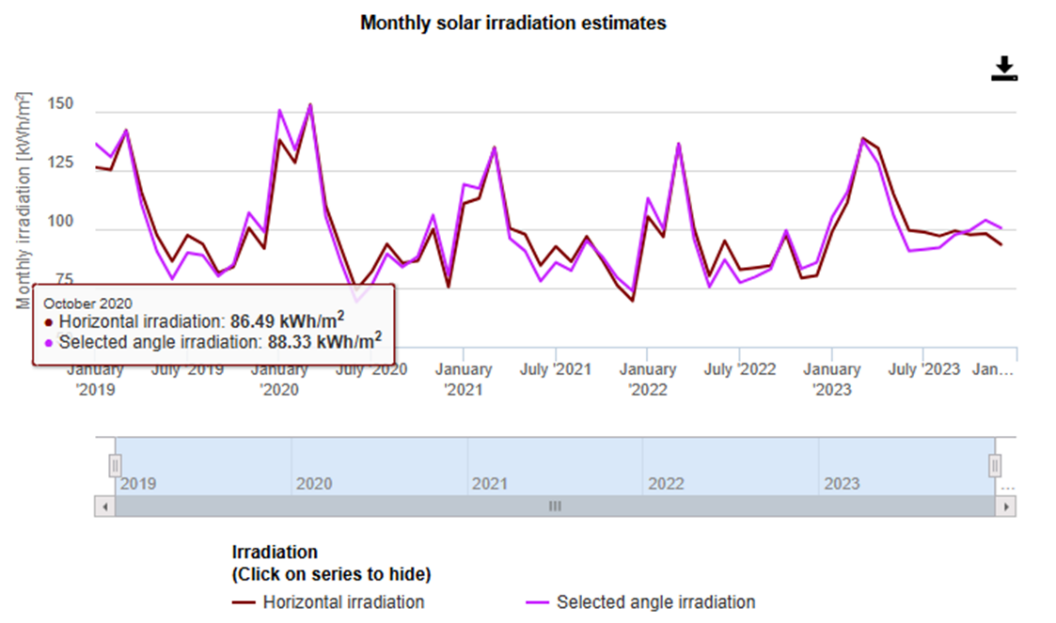 Monthly solar irradiation estimates
Monthly irradiation [kWh/m²]
150
125
100
75
October 2020
● Horizontal irradiation: 86.49 kWh/m²
● Selected angle irradiation: 88.33 kWh/m²
January '2019
July '2019
January '2020
July '2020
January '2021
July '2021
January '2022
July '2022
January '2023
July '2023
Jan...
2019
2020
2021
2022
2023
...
Irradiation
(Click on series to hide)
Horizontal irradiation
Selected angle irradiation